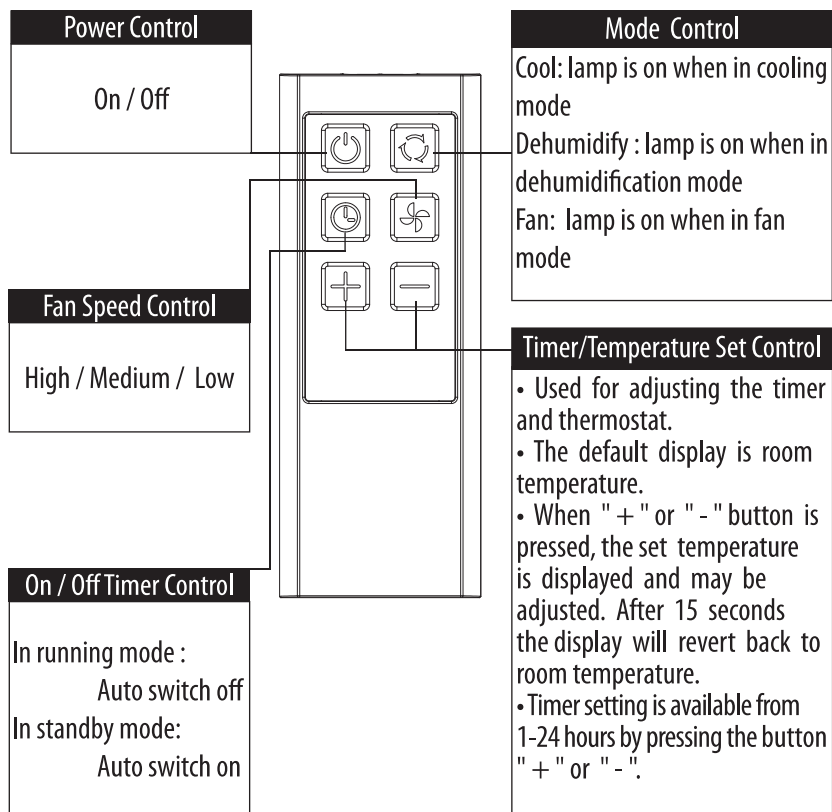 Power Control
On / Off
Fan Speed Control
High / Medium / Low
On / Off Timer Control
In running mode :
Auto switch off
In standby mode:
Auto switch on
Mode Control
Cool: lamp is on when in cooling
mode
Dehumidify : lamp is on when in
dehumidification mode
Fan: lamp is on when in fan
mode
Timer/Temperature Set Control
• Used for adjusting the timer
and thermostat.
• The default display is room
temperature.
• When " + " or " - " button is
pressed, the set temperature
is displayed and may be
adjusted. After 15 seconds
the display will revert back to
room temperature.
• Timer setting is available from
1-24 hours by pressing the button
" + " or " - ".